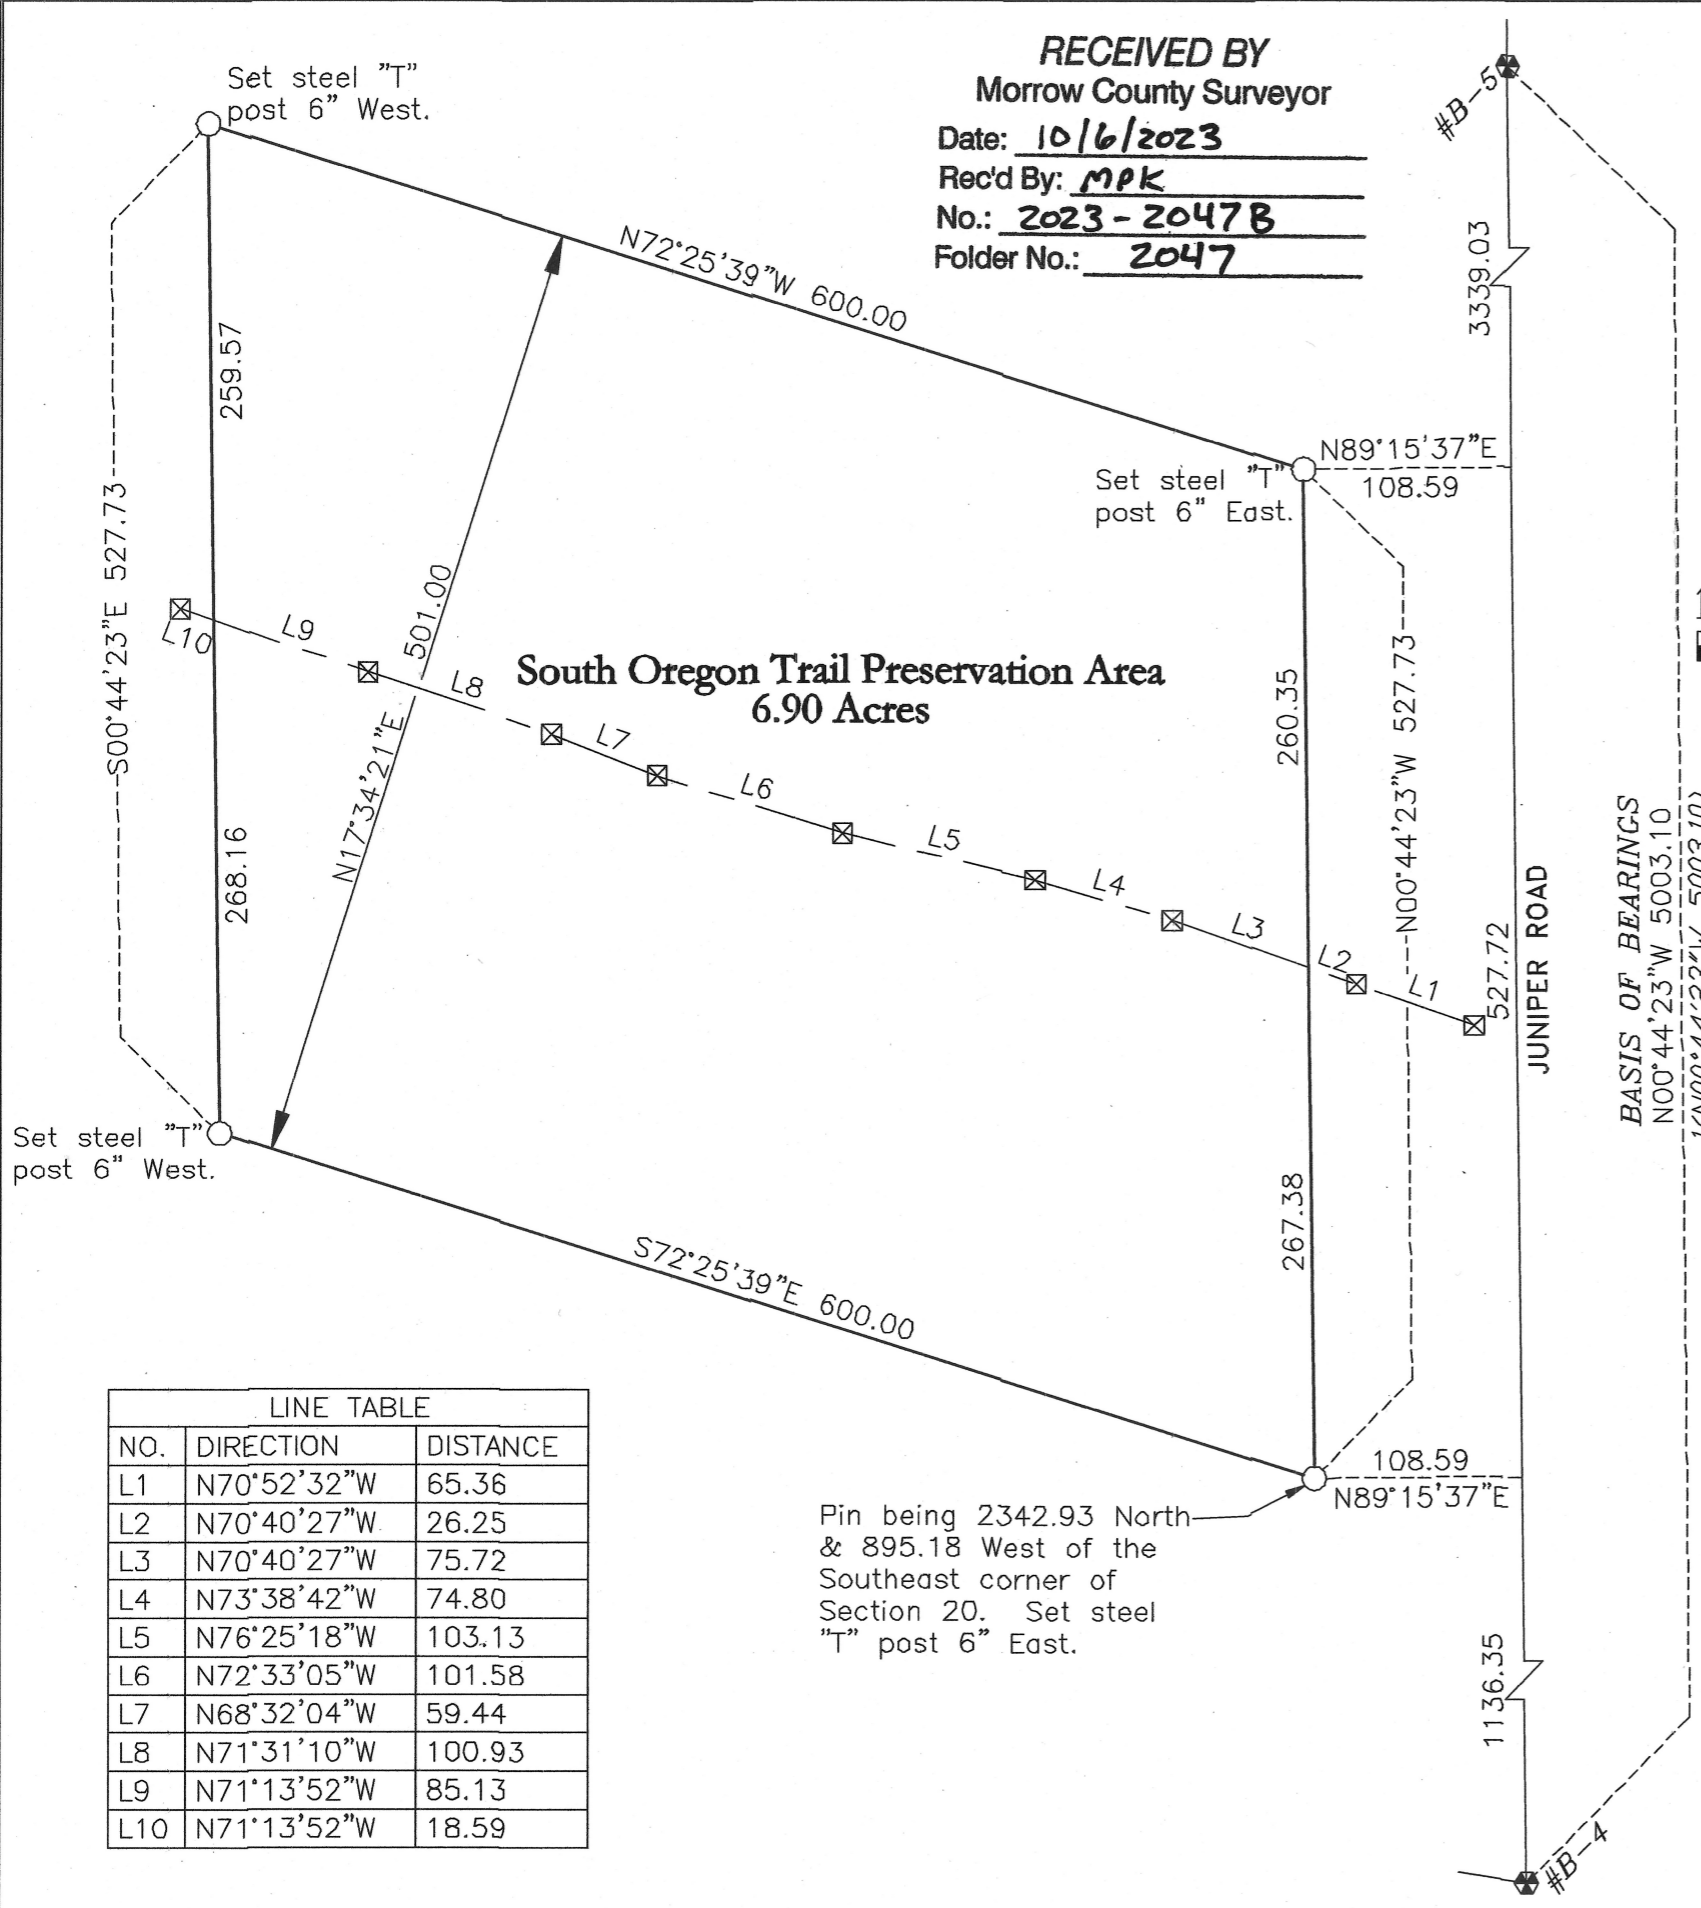 RECEIVED BY
Morrow County Surveyor
Date: 10/6/2023
Rec'd By: MPK
No.: 2023-2047B
Folder No.: 2047
Set steel "T"
post 6" West.
#B-5
N72°25'39"W 600.00
3339.03
259.57
N89°15'37"E
108.59
Set steel "T"
post 6" East.
S00°44'23"E 527.73
501.00
N17°34'21"E
South Oregon Trail Preservation Area
6.90 Acres
L10
L9
L8
L7
L6
L5
L4
L3
L2
L1
260.35
N00°44'23"W 527.73
268.16
527.72
JUNIPER ROAD
BASIS OF BEARINGS
N00°44'23"W 5003.10
Set steel "T"
post 6" West.
267.38
S72°25'39"E 600.00
108.59
N89°15'37"E
Pin being 2342.93 North
& 895.18 West of the
Southeast corner of
Section 20. Set steel
"T" post 6" East.
1136.35
#B-4
LINE TABLE
NO. DIRECTION DISTANCE
L1 N70°52'32"W 65.36
L2 N70°40'27"W 26.25
L3 N70°40'27"W 75.72
L4 N73°38'42"W 74.80
L5 N76°25'18"W 103.13
L6 N72°33'05"W 101.58
L7 N68°32'04"W 59.44
L8 N71°31'10"W 100.93
L9 N71°13'52"W 85.13
L10 N71°13'52"W 18.59